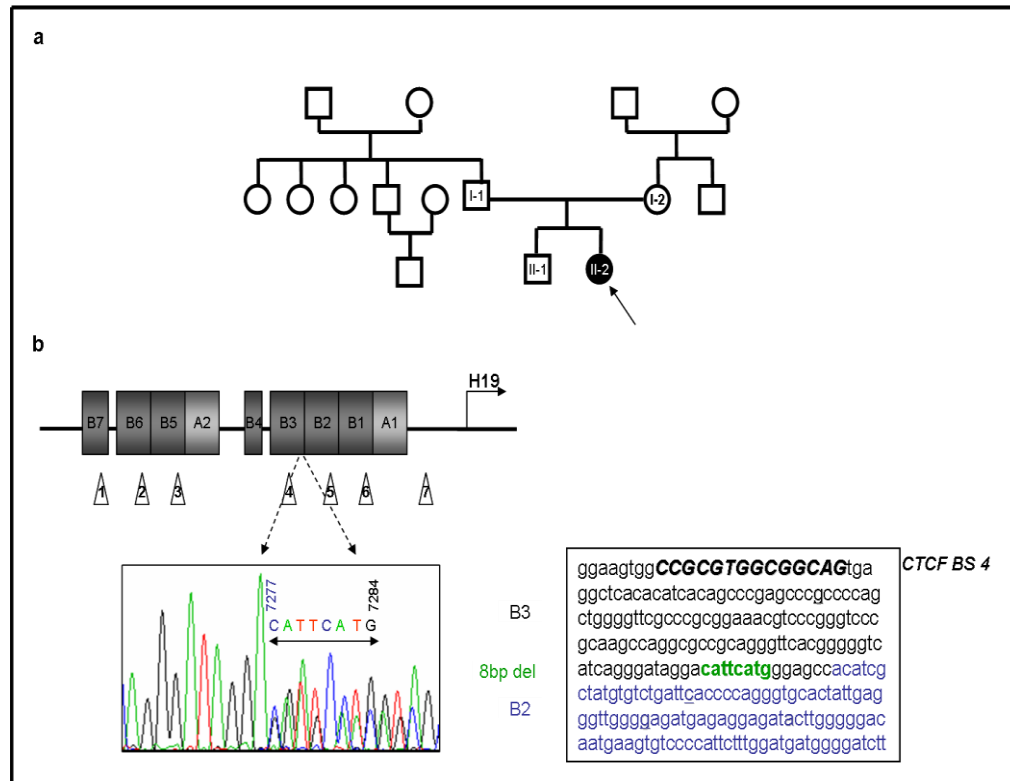 a
I-1
I-2
II-1
II-2
b
H19
B7 B6 B5 A2 B4 B3 B2 B1 A1
1 2 3 4 5 6 7
7277 7284
CATTCATG
B3
8bp del
B2
ggaagtggCCGCGTGGCGGCAGtga
ggctcacacatcacagcccgagcccgccccag
ctggggttcgcccgcggaaacgtcccgggtccc
gcaagccaggcgccgcagggttcacgggggtc
atcagggataggacattcatgggagccacatcg
ctatgtgtctgattcaccccagggtgcactattgag
ggttggggagatgagaggagatacttgggggac
aatgaagtgtccccattctttggatgatggggatctt
CTCF BS 4